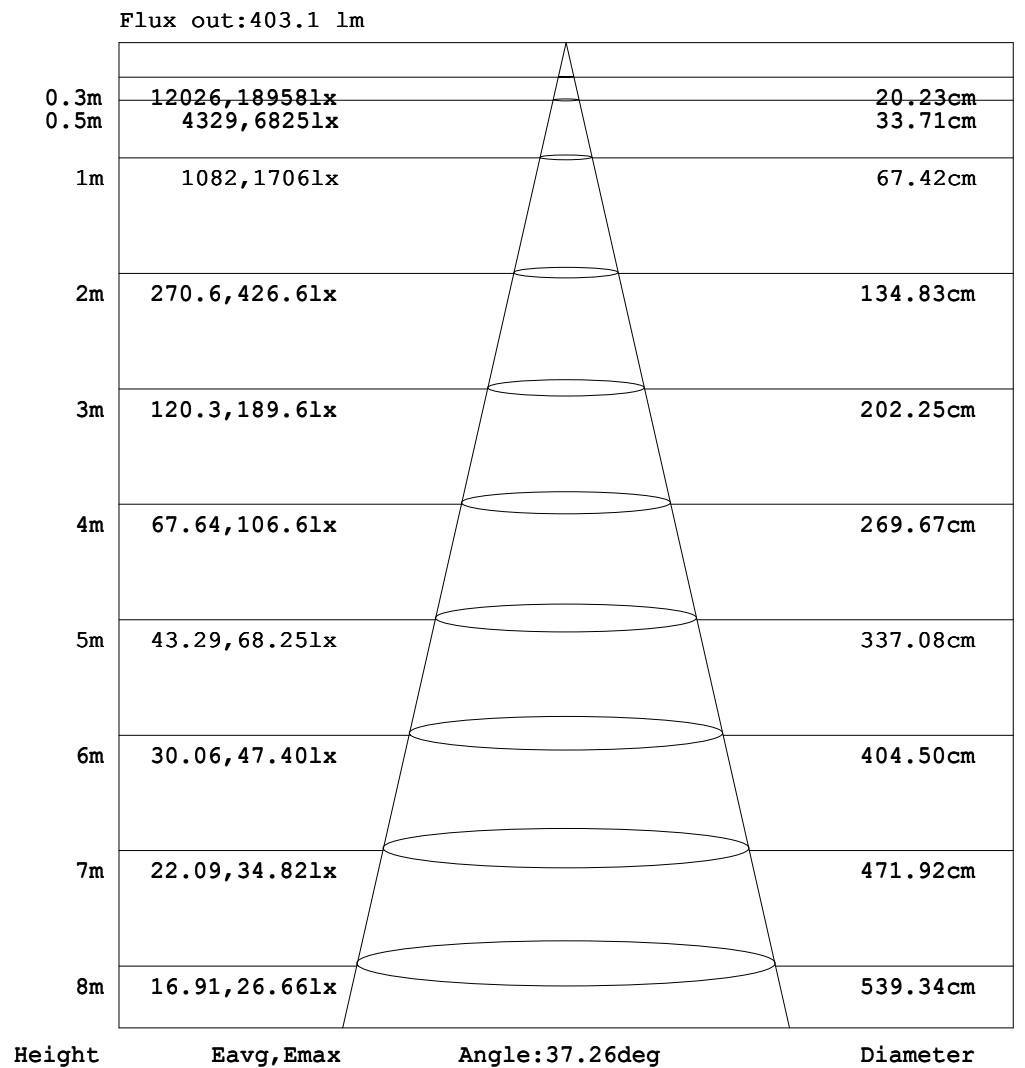 Flux out:403.1 lm
0.3m 12026,18958lx 20.23cm
0.5m 4329,6825lx 33.71cm
1m 1082,1706lx 67.42cm
2m 270.6,426.6lx 134.83cm
3m 120.3,189.6lx 202.25cm
4m 67.64,106.6lx 269.67cm
5m 43.29,68.25lx 337.08cm
6m 30.06,47.40lx 404.50cm
7m 22.09,34.82lx 471.92cm
8m 16.91,26.66lx 539.34cm
Height Eavg,Emax Angle:37.26deg Diameter